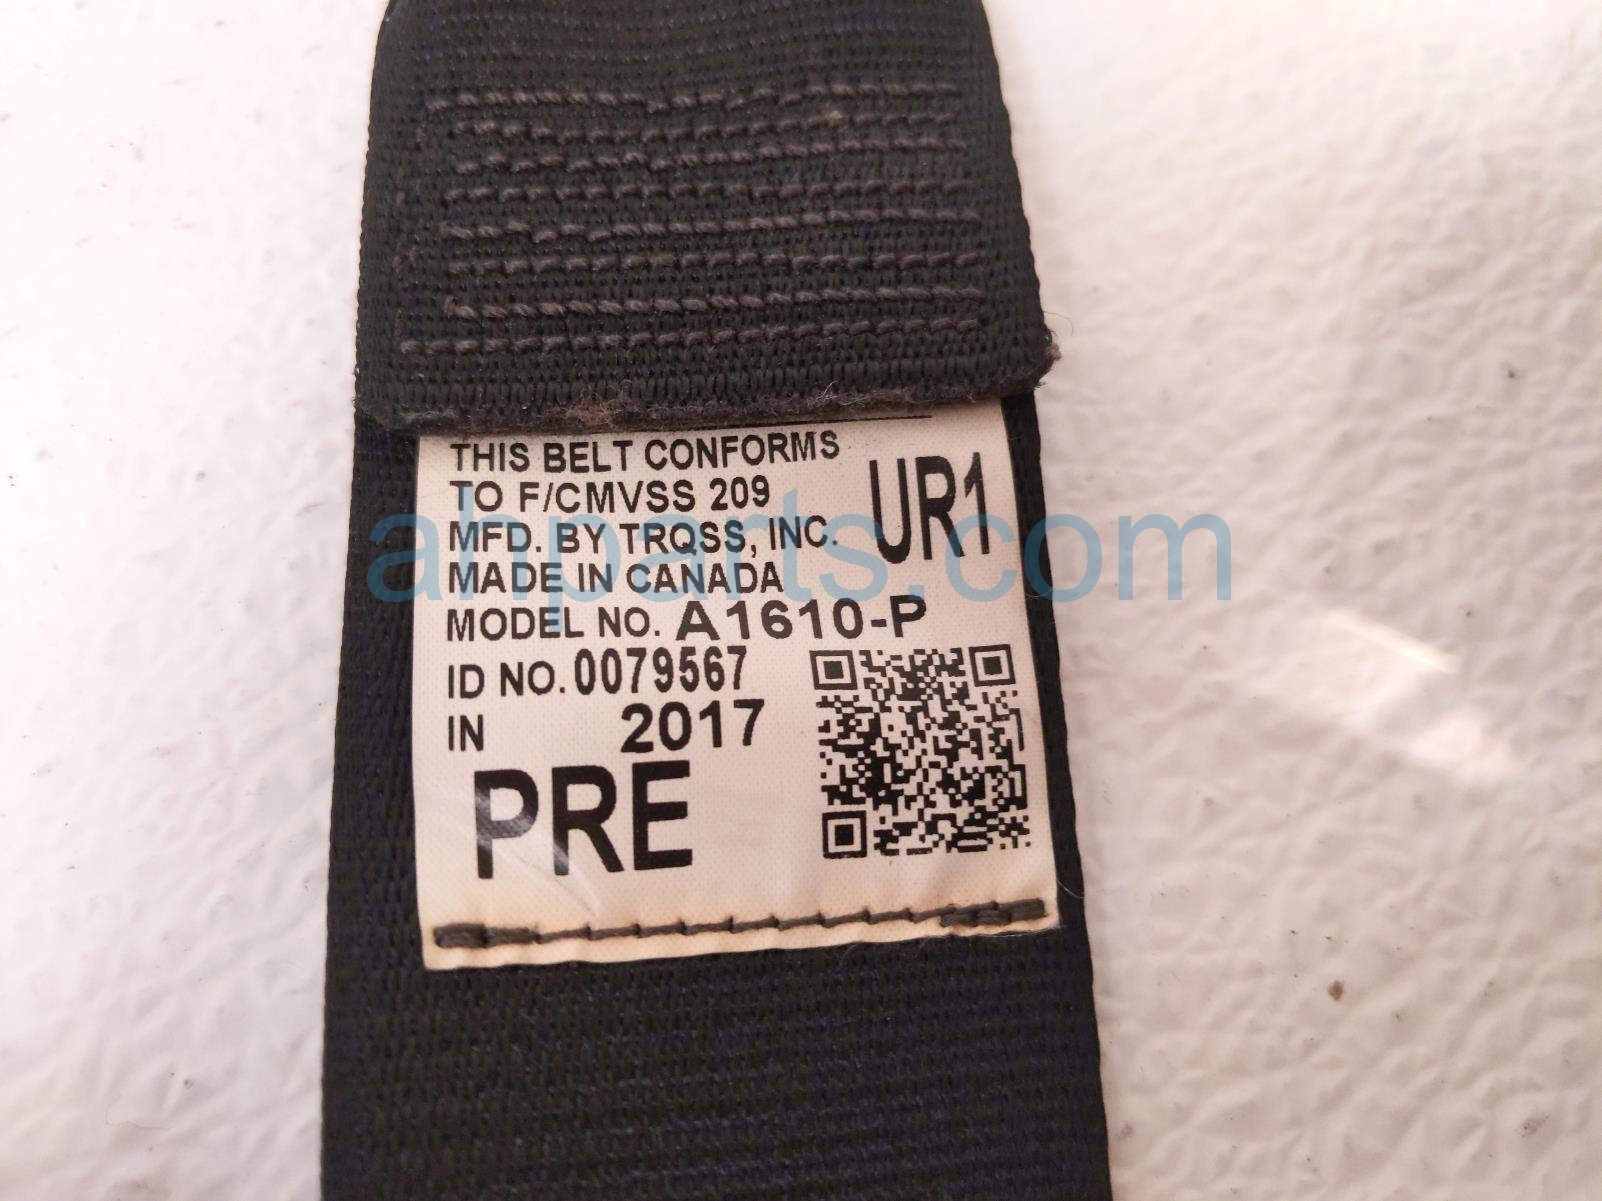 THIS BELT CONFORMS
TO F/CMVSS 209
MFD. BY TRQSS, INC.
UR1
MADE IN CANADA
MODEL NO. A1610-P
ID NO. 0079567
IN 2017
PRE
ahparts.com